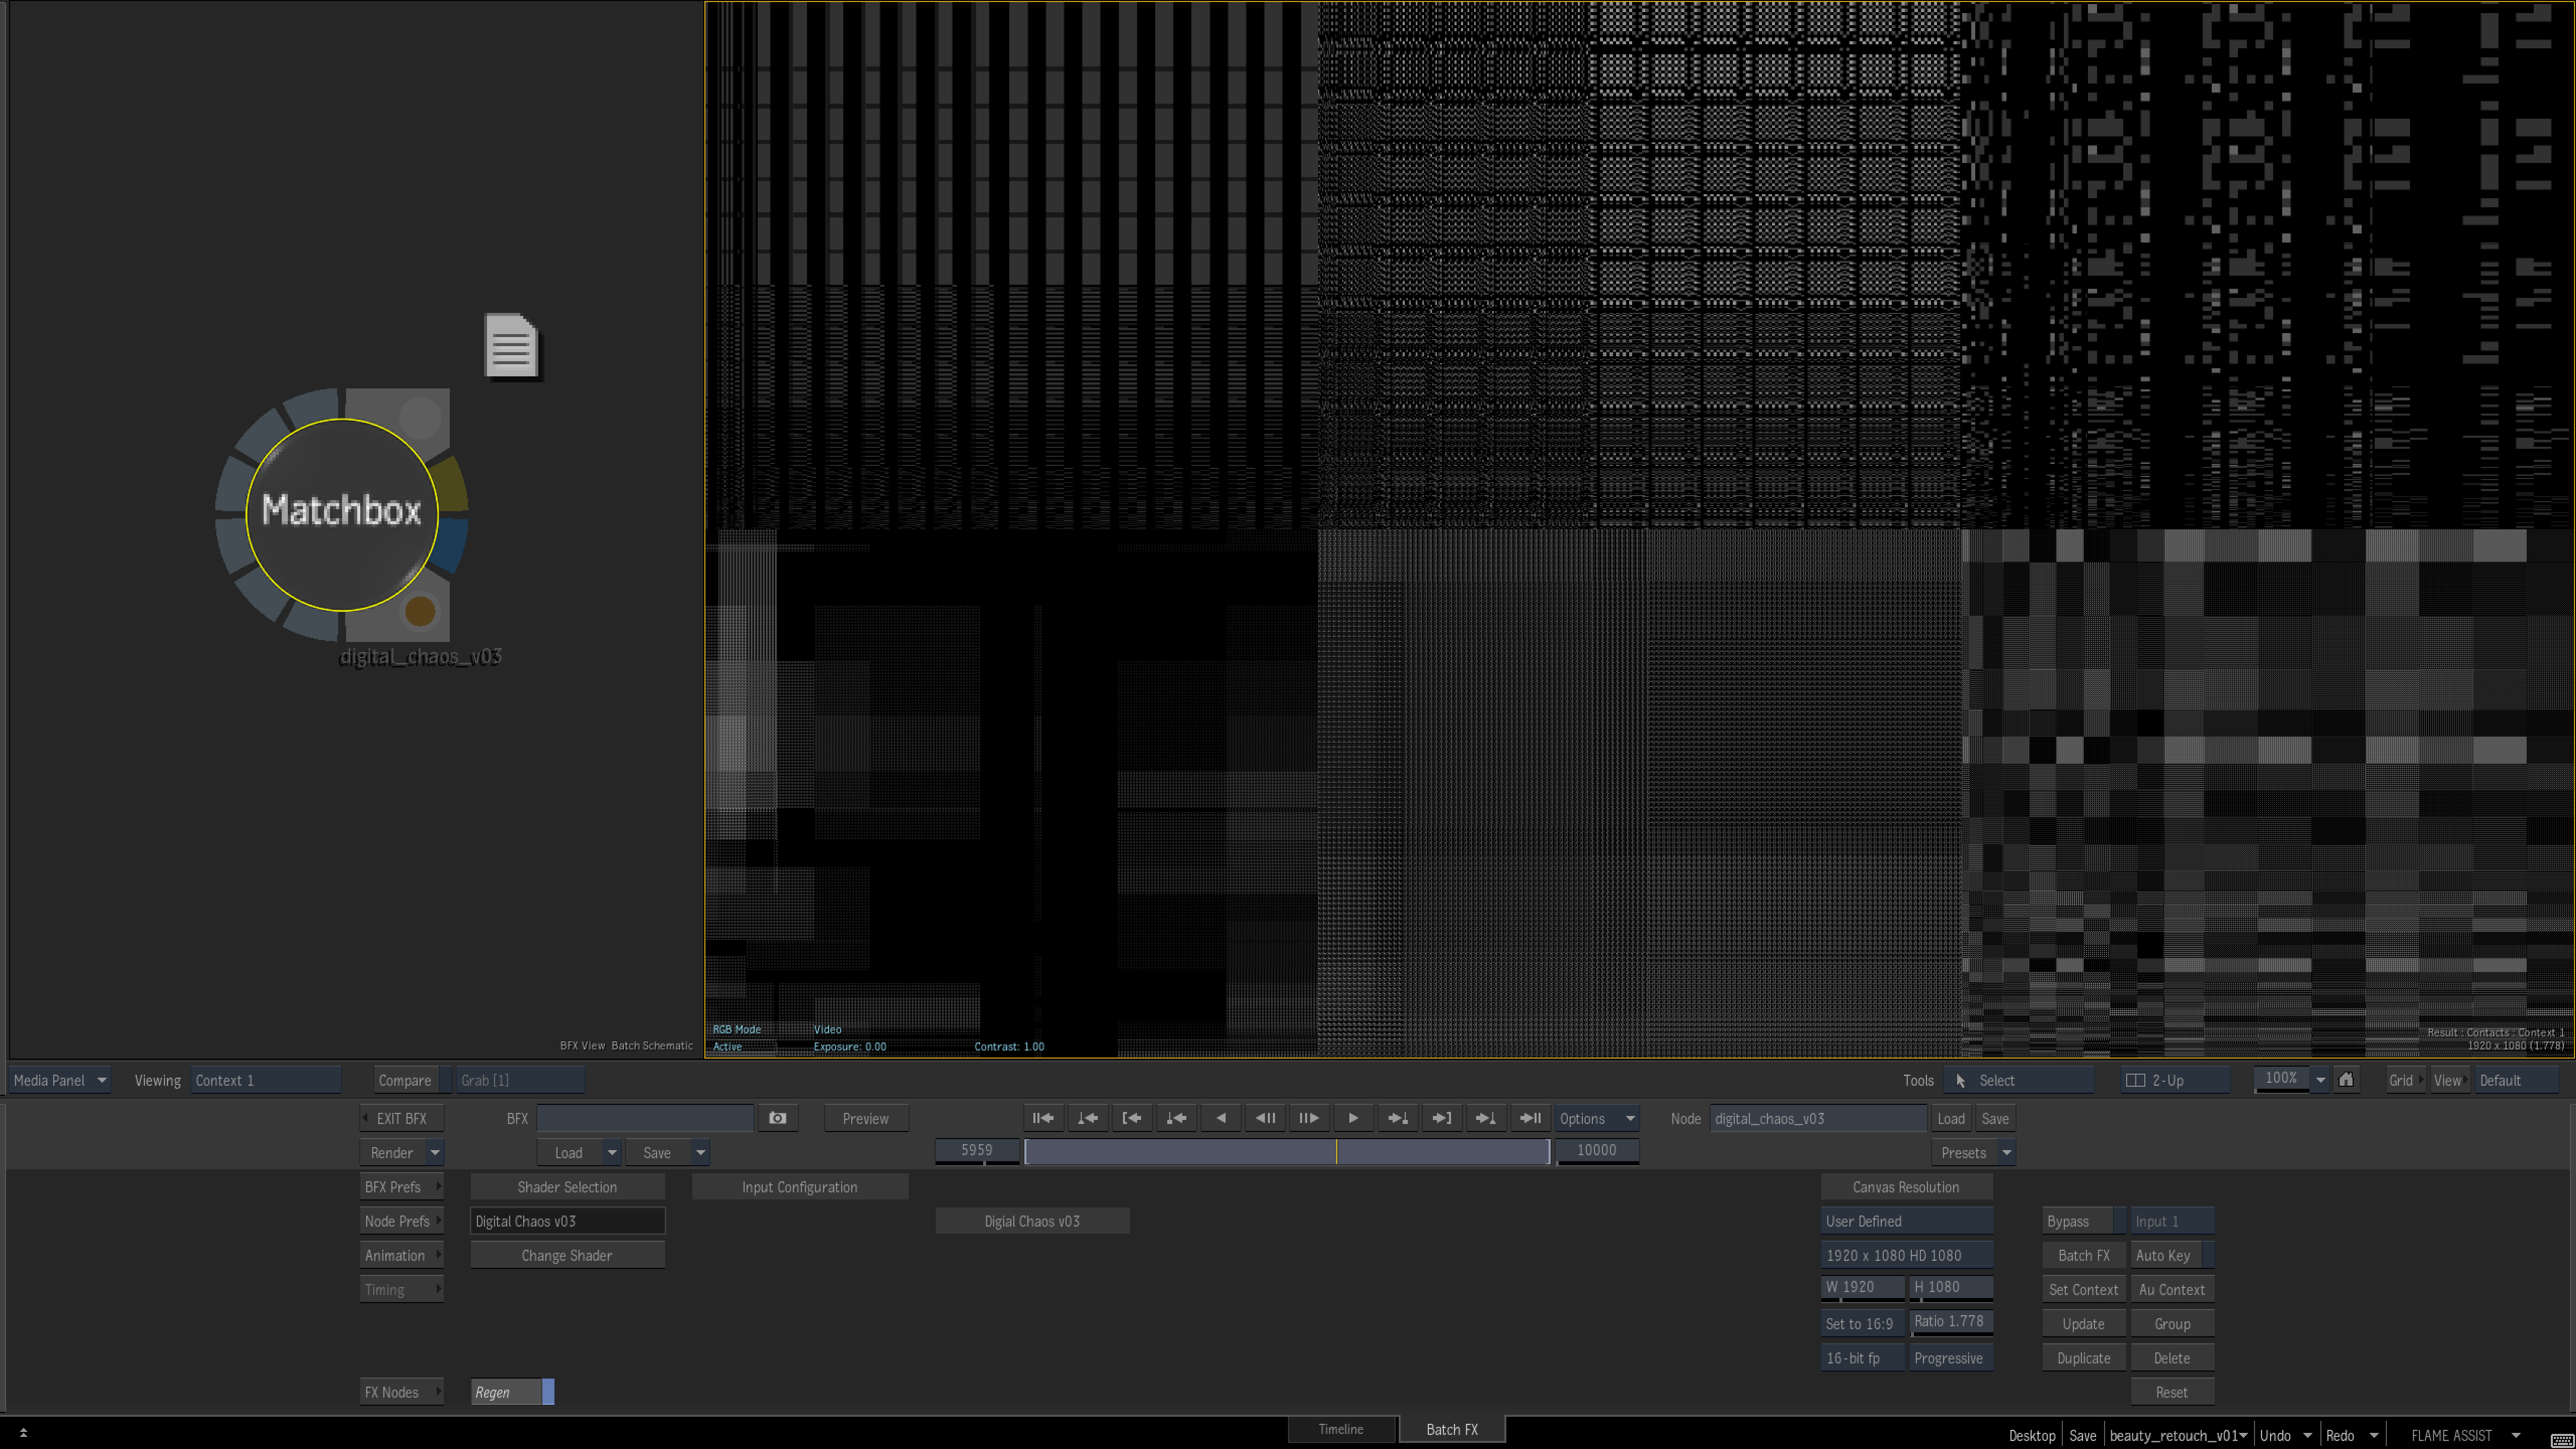 Matchbox
digital_chaos_v03
RGB Mode Video
Active Exposure: 0.00 Contrast: 1.00
BFX View Batch Schematic
Result : Contacts : Context 1
1920 x 1080 (1.778)
Media Panel Viewing Context 1 Compare Grab [1] Tools Select 2-Up 100% Grid View Default
EXIT BFX BFX Preview Options Node digital_chaos_v03 Load Save
Render Load Save 5959 10000 Presets
BFX Prefs Shader Selection Input Configuration Canvas Resolution
Node Prefs Digital Chaos v03 Digial Chaos v03 User Defined Bypass Input 1
Animation Change Shader 1920 x 1080 HD 1080 Batch FX Auto Key
Timing W 1920 H 1080 Set Context Au Context
Set to 16:9 Ratio 1.778 Update Group
16-bit fp Progressive Duplicate Delete
FX Nodes Regen Reset
Timeline Batch FX Desktop Save beauty_retouch_v01 Undo Redo FLAME ASSIST